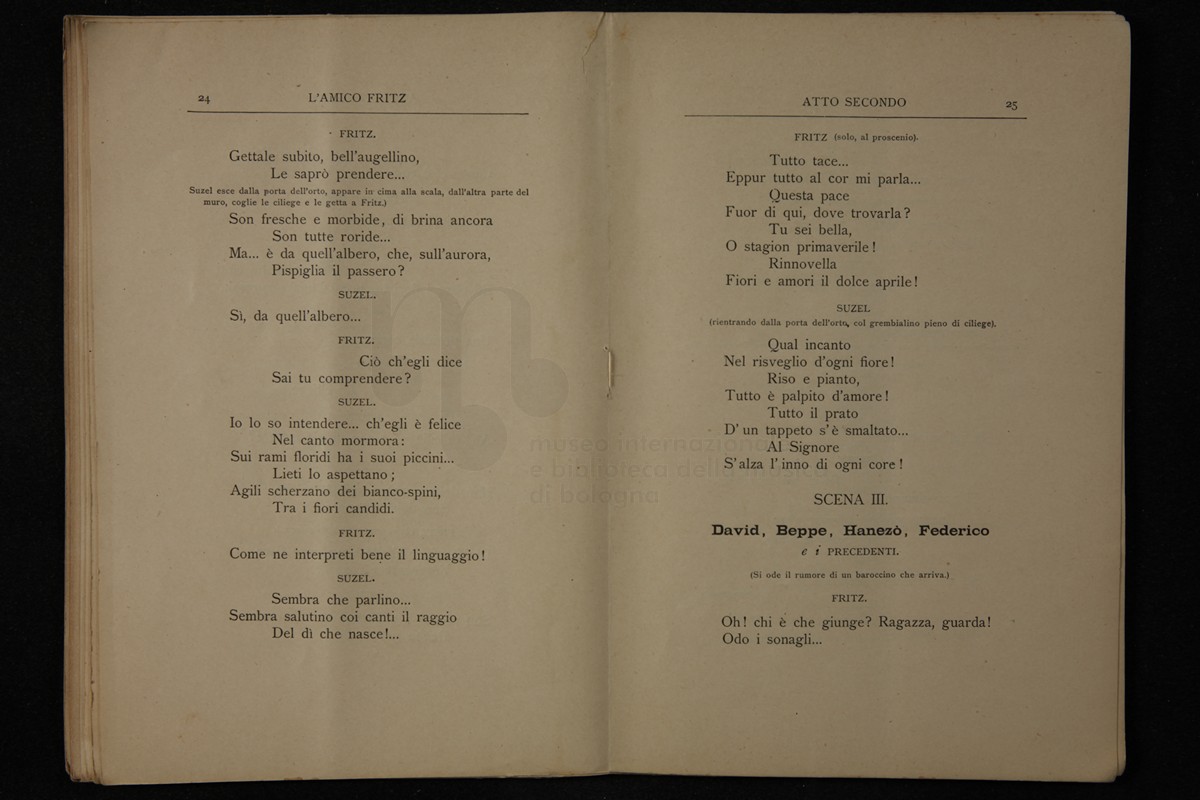 24 L'AMICO FRITZ
FRITZ.
Gettale subito, bell'augellino,
Le saprò prendere...
Suzel esce dalla porta dell'orto, appare in cima alla scala, dall'altra parte del
muro, coglie le ciliege e le getta a Fritz.)
Son fresche e morbide, di brina ancora
Son tutte roride...
Ma... è da quell'albero, che, sull'aurora,
Pispiglia il passero?
SUZEL.
Sì, da quell'albero...
FRITZ.
Ciò ch'egli dice
Sai tu comprendere?
SUZEL.
Io lo so intendere... ch'egli è felice
Nel canto mormora:
Sui rami floridi ha i suoi piccini...
Lieti lo aspettano;
Agili scherzano dei bianco-spini,
Tra i fiori candidi.
FRITZ.
Come ne interpreti bene il linguaggio!
SUZEL.
Sembra che parlino...
Sembra salutino coi canti il raggio
Del dì che nasce!...
ATTO SECONDO 25
FRITZ (solo, al proscenio).
Tutto tace...
Eppur tutto al cor mi parla...
Questa pace
Fuor di qui, dove trovarla?
Tu sei bella,
O stagion primaverile!
Rinnovella
Fiori e amori il dolce aprile!
SUZEL
(rientrando dalla porta dell'orto, col grembialino pieno di ciliege).
Qual incanto
Nel risveglio d'ogni fiore!
Riso e pianto,
Tutto è palpito d'amore!
Tutto il prato
D'un tappeto s'è smaltato...
Al Signore
S'alza l'inno di ogni core!
SCENA III.
David, Beppe, Hanezò, Federico
e i PRECEDENTI.
(Si ode il rumore di un baroccino che arriva.)
FRITZ.
Oh! chi è che giunge? Ragazza, guarda!
Odo i sonagli...
museo internazionale
e biblioteca della musica
di bologna